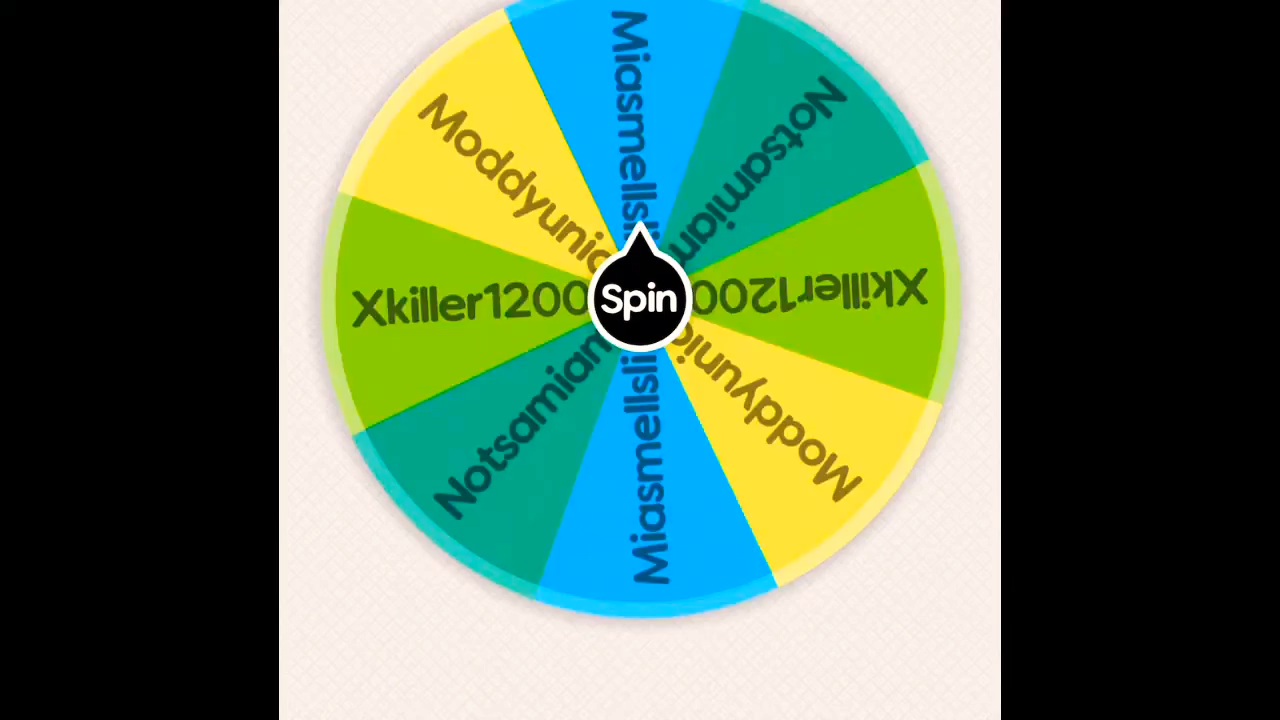 Miasmellsli
Notsamian
Moddyunic
Xkiller1200
Spin
Xkiller1200
Notsamian
Miasmellsli
Moddyunic